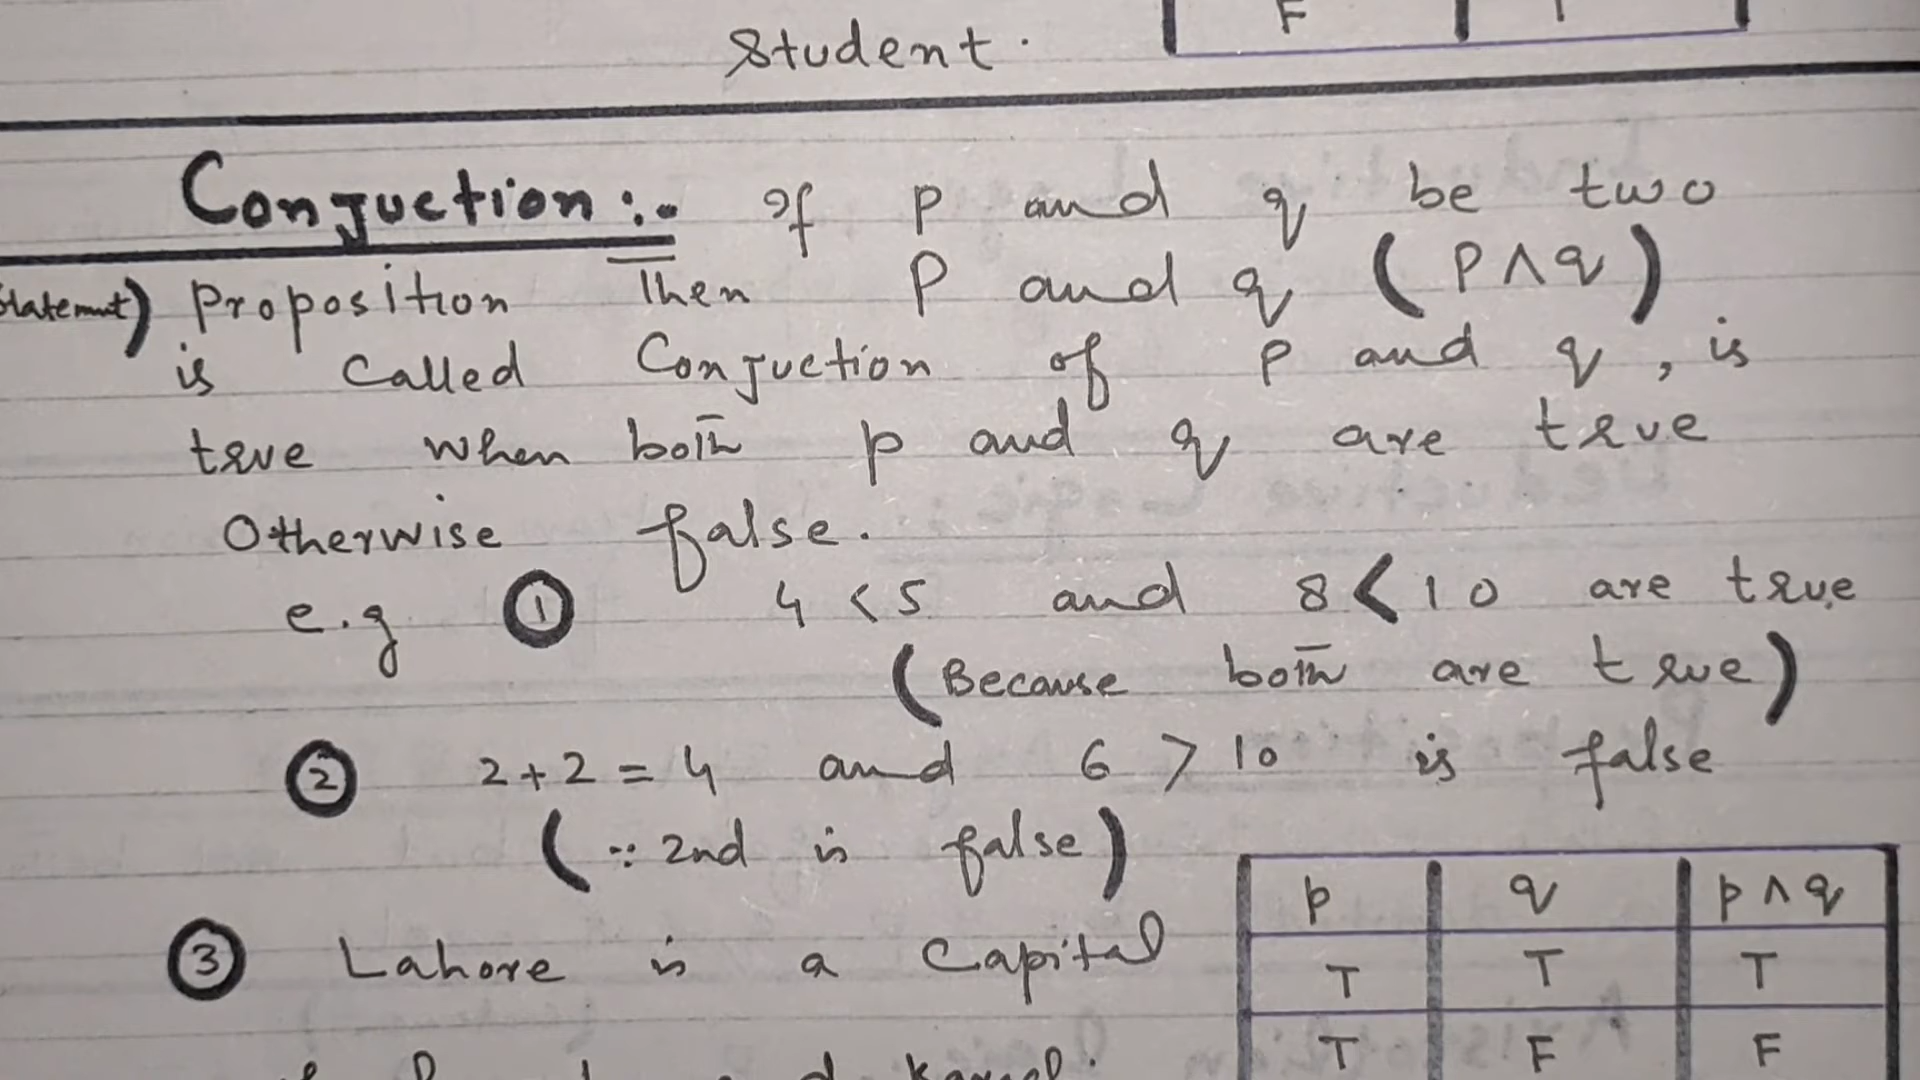 Student.
F
Conjuction :- If p and q be two
Proposition Then P and q (P∧q)
is Called Conjuction of P and q, is
true when both p and q are true
Otherwise false.
e.g ① 4 < 5 and 8 < 10 are true
(Because both are true)
② 2+2 = 4 and 6 > 10 is false
(∵ 2nd is false)
③ Lahore is a Capital
p q p∧q
T T T
T F F